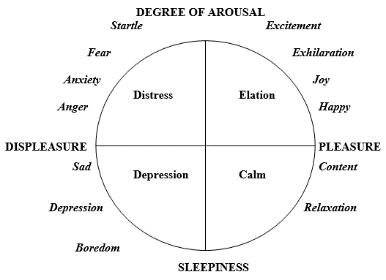 DEGREE OF AROUSAL
Startle Excitement
Fear Exhilaration
Anxiety Joy
Distress Elation
Anger Happy
DISPLEASURE PLEASURE
Sad Content
Depression Calm
Depression Relaxation
Boredom
SLEEPINESS